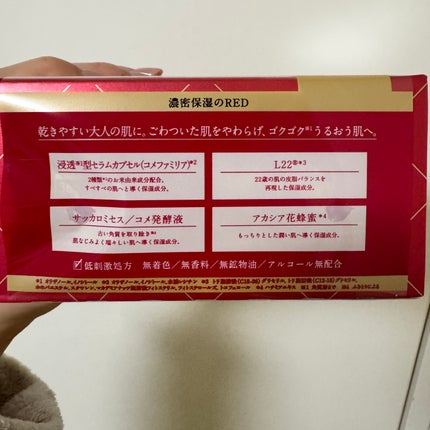 濃密保湿のRED
乾きやすい大人の肌に。ごわついた肌をやわらげ、ゴクゴク※1うるおう肌へ。
浸透※1型セラムカプセル(コメファミリア)*2
2種類*1のお米由来成分配合。
すべすべの肌へと導く保湿成分。
L22®*3
22歳の肌の皮脂バランスを
再現した保湿成分。
サッカロミセス／コメ発酵液
古い角質を取り除き
肌なじみよく瑞々しい肌へ導く保湿成分。
アカシア花蜂蜜*4
もっちりとした潤い肌へ導く保湿成分。
低刺激処方 無着色／無香料／無鉱物油／アルコール無配合